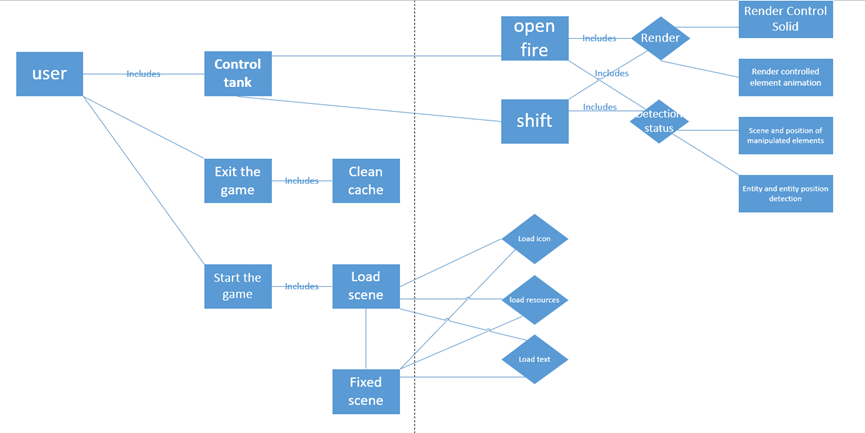 user
Includes
Control
tank
open
fire
Includes
Render
Render Control
Solid
Includes
Render controlled
element animation
shift
Includes
Detection
status
Scene and position of
manipulated elements
Entity and entity position
detection
Exit the
game
Includes
Clean
cache
Start the
game
Includes
Load
scene
Load icon
load resources
Load text
Fixed
scene